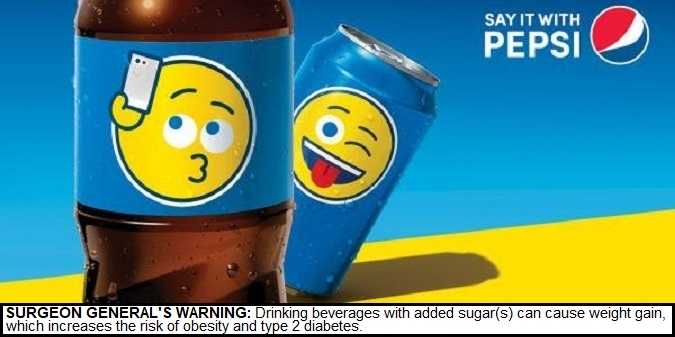 SAY IT WITH
PEPSI
SURGEON GENERAL'S WARNING: Drinking beverages with added sugar(s) can cause weight gain,
which increases the risk of obesity and type 2 diabetes.